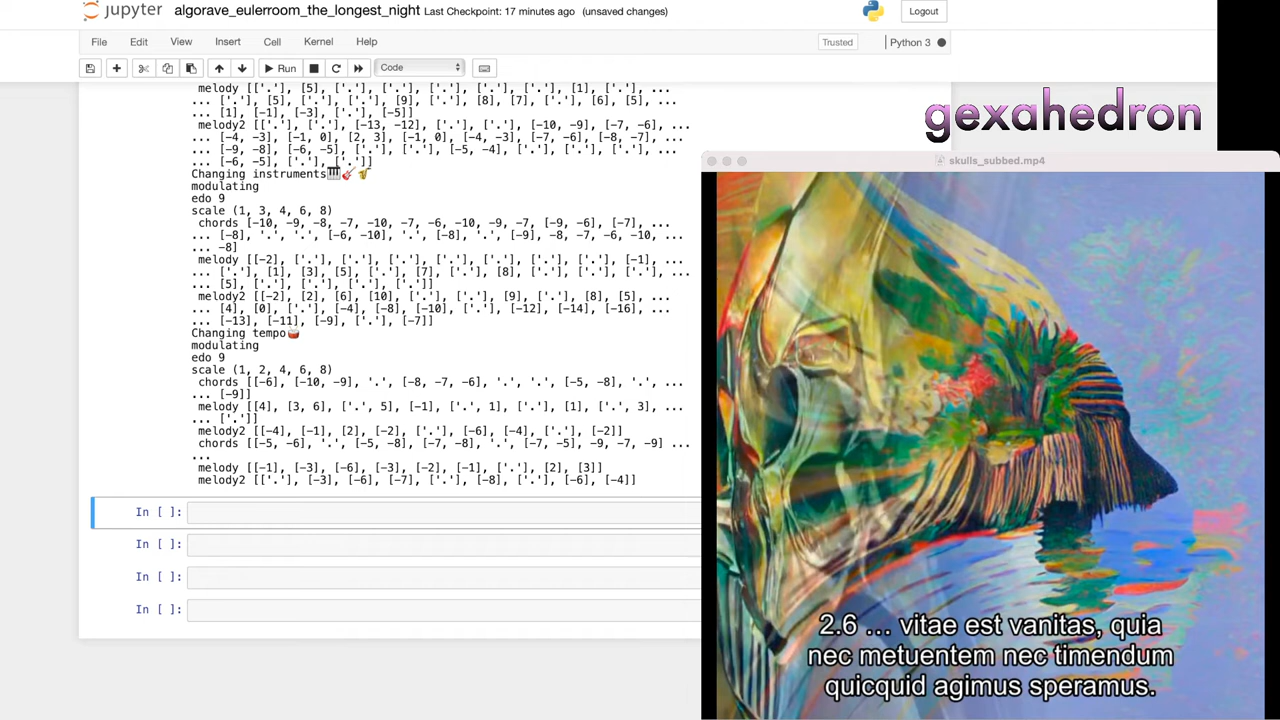 jupyter algorave_eulerroom_the_longest_night Last Checkpoint: 17 minutes ago (unsaved changes) Logout
File Edit View Insert Cell Kernel Help Trusted Python 3
Run Code
melody [['.'], [5], ['.'], ['.'], ['.'], ['.'], ['.'], [1], ['.'], ...
... ['.'], [5], ['.'], ['.'], [9], ['.'], [8], [7], ['.'], [6], [5], ...
... [1], [-1], [-3], ['.'], [-5]]
melody2 [['.'], ['.'], [-13, -12], ['.'], ['.'], [-10, -9], [-7, -6], ...
... [-4, -3], [-1, 0], [2, 3], [-1, 0], ['.'], [-4, -3], [-7, -6], [-8, -7], ...
... [-9, -8], [-6, -5], ['.'], ['.'], [-5, -4], ['.'], ['.'], ['.'], ...
... [-6, -5], ['.'], ['.']]
Changing instruments🎹🎸🎷
modulating
edo 9
scale (1, 3, 4, 6, 8)
chords [-10, -9, -8, -7, -10, -7, -6, -10, -9, -7, [-9, -6], [-7], ...
... [-8], '.', '.', [-6, -10], '.', [-8], '.', [-9], -8, -7, -6, -10, ...
... -8]
melody [[-2], ['.'], ['.'], ['.'], ['.'], ['.'], ['.'], ['.'], [-1], ...
... ['.'], [1], [3], [5], ['.'], [7], ['.'], [8], ['.'], ['.'], ['.'], ...
... [5], ['.'], ['.'], ['.'], ['.']]
melody2 [[-2], [2], [6], [10], ['.'], ['.'], [9], ['.'], [8], [5], ...
... [4], [0], ['.'], [-4], [-8], [-10], ['.'], [-12], [-14], [-16], ...
... [-13], [-11], [-9], ['.'], [-7]]
Changing tempo🥁
modulating
edo 9
scale (1, 2, 4, 6, 8)
chords [[-6], [-10, -9], '.', [-8, -7, -6], '.', '.', [-5, -8], '.', ...
... [-9]]
melody [[4], [3, 6], ['.', 5], [-1], ['.', 1], ['.'], [1], ['.', 3], ...
... ['.']]
melody2 [[-4], [-1], [2], [-2], ['.'], [-6], [-4], ['.'], [-2]]
chords [[-5, -6], '.', [-5, -8], [-7, -8], '.', [-7, -5], -9, -7, -9] ...
...
melody [[-1], [-3], [-6], [-3], [-2], [-1], ['.'], [2], [3]]
melody2 [['.'], [-3], [-6], [-7], ['.'], [-8], ['.'], [-6], [-4]]
In [ ]:
In [ ]:
In [ ]:
In [ ]:
gexahedron
skulls_subbed.mp4
2.6 ... vitae est vanitas, quia
nec metuentem nec timendum
quicquid agimus speramus.